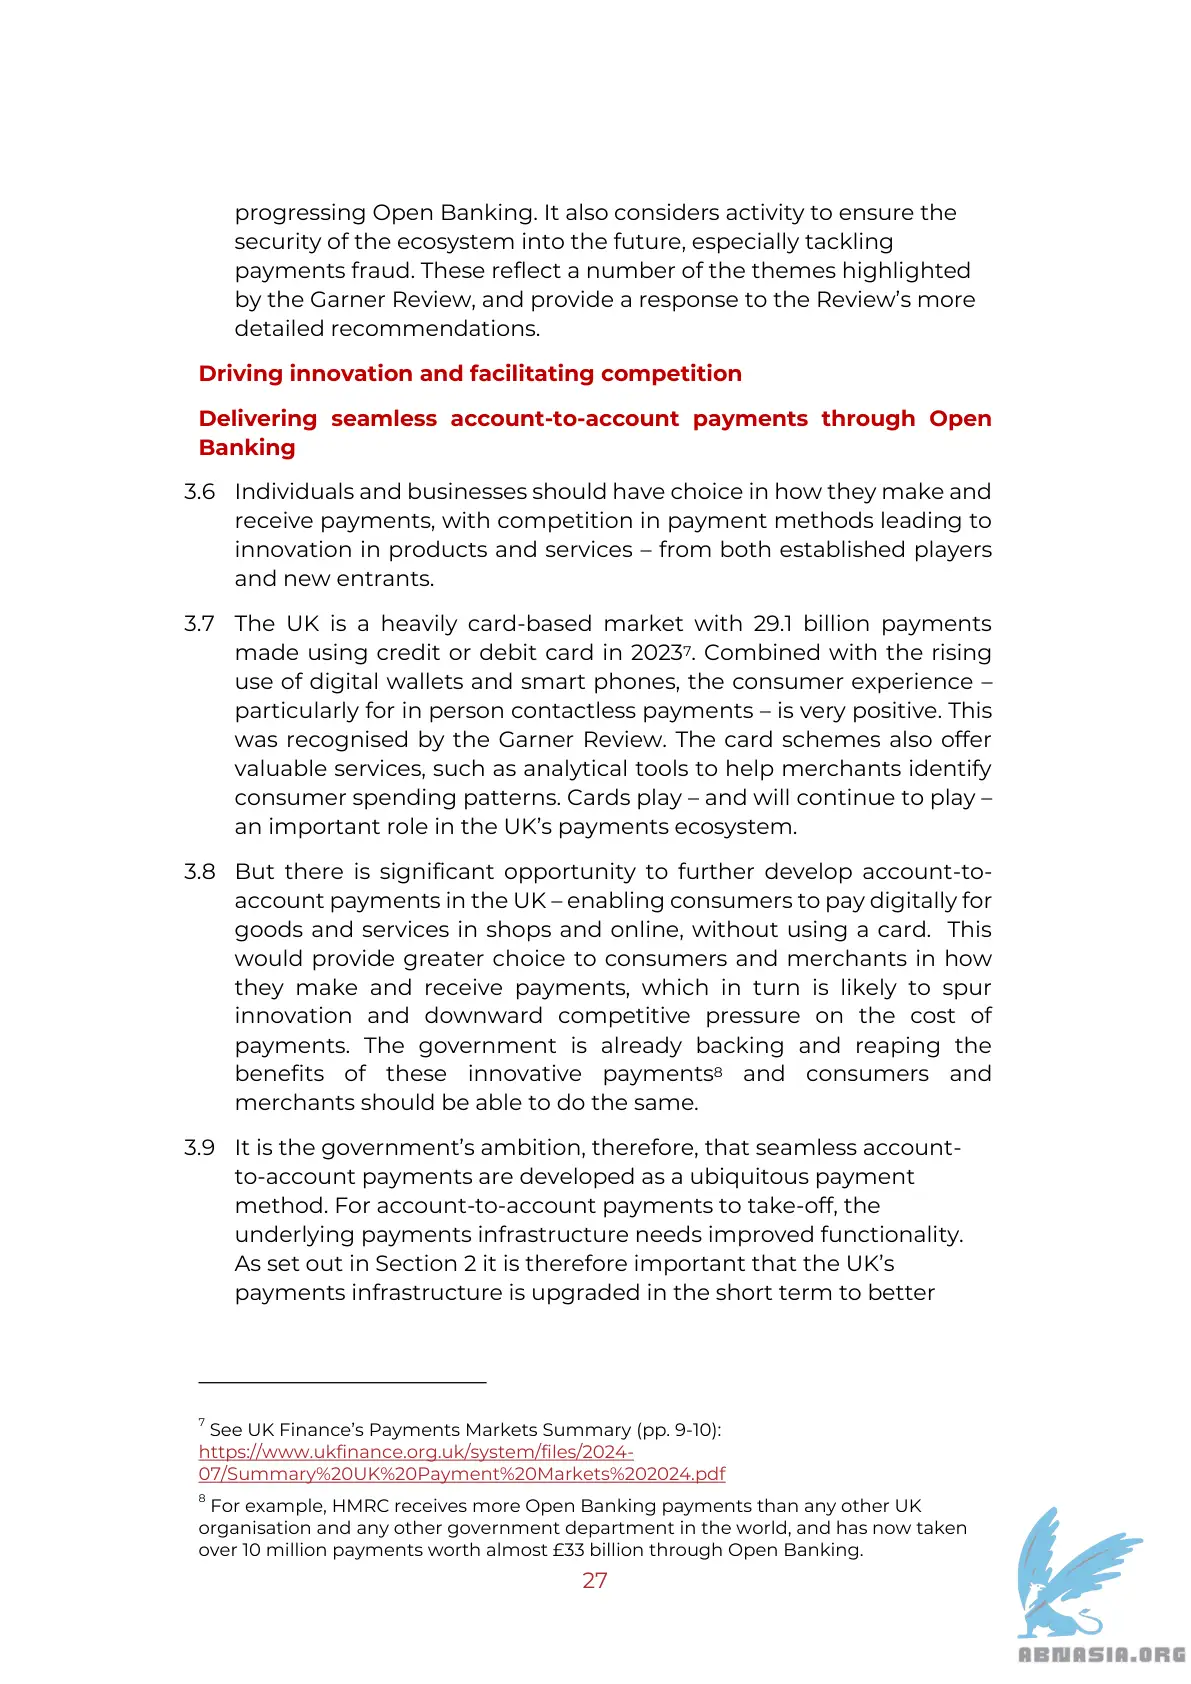 progressing Open Banking. It also considers activity to ensure the
security of the ecosystem into the future, especially tackling
payments fraud. These reflect a number of the themes highlighted
by the Garner Review, and provide a response to the Review’s more
detailed recommendations.
Driving innovation and facilitating competition
Delivering seamless account-to-account payments through Open
Banking
3.6 Individuals and businesses should have choice in how they make and
receive payments, with competition in payment methods leading to
innovation in products and services – from both established players
and new entrants.
3.7 The UK is a heavily card-based market with 29.1 billion payments
made using credit or debit card in 2023⁷. Combined with the rising
use of digital wallets and smart phones, the consumer experience –
particularly for in person contactless payments – is very positive. This
was recognised by the Garner Review. The card schemes also offer
valuable services, such as analytical tools to help merchants identify
consumer spending patterns. Cards play – and will continue to play –
an important role in the UK’s payments ecosystem.
3.8 But there is significant opportunity to further develop account-to-
account payments in the UK – enabling consumers to pay digitally for
goods and services in shops and online, without using a card. This
would provide greater choice to consumers and merchants in how
they make and receive payments, which in turn is likely to spur
innovation and downward competitive pressure on the cost of
payments. The government is already backing and reaping the
benefits of these innovative payments⁸ and consumers and
merchants should be able to do the same.
3.9 It is the government’s ambition, therefore, that seamless account-
to-account payments are developed as a ubiquitous payment
method. For account-to-account payments to take-off, the
underlying payments infrastructure needs improved functionality.
As set out in Section 2 it is therefore important that the UK’s
payments infrastructure is upgraded in the short term to better
⁷ See UK Finance’s Payments Markets Summary (pp. 9-10):
https://www.ukfinance.org.uk/system/files/2024-
07/Summary%20UK%20Payment%20Markets%202024.pdf
⁸ For example, HMRC receives more Open Banking payments than any other UK
organisation and any other government department in the world, and has now taken
over 10 million payments worth almost £33 billion through Open Banking.
27
ABNASIA.ORG